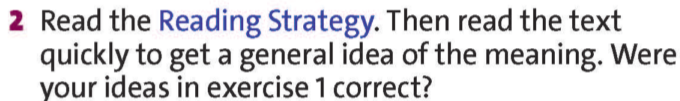 2 Read the Reading Strategy. Then read the text
quickly to get a general idea of the meaning. Were
your ideas in exercise 1 correct?